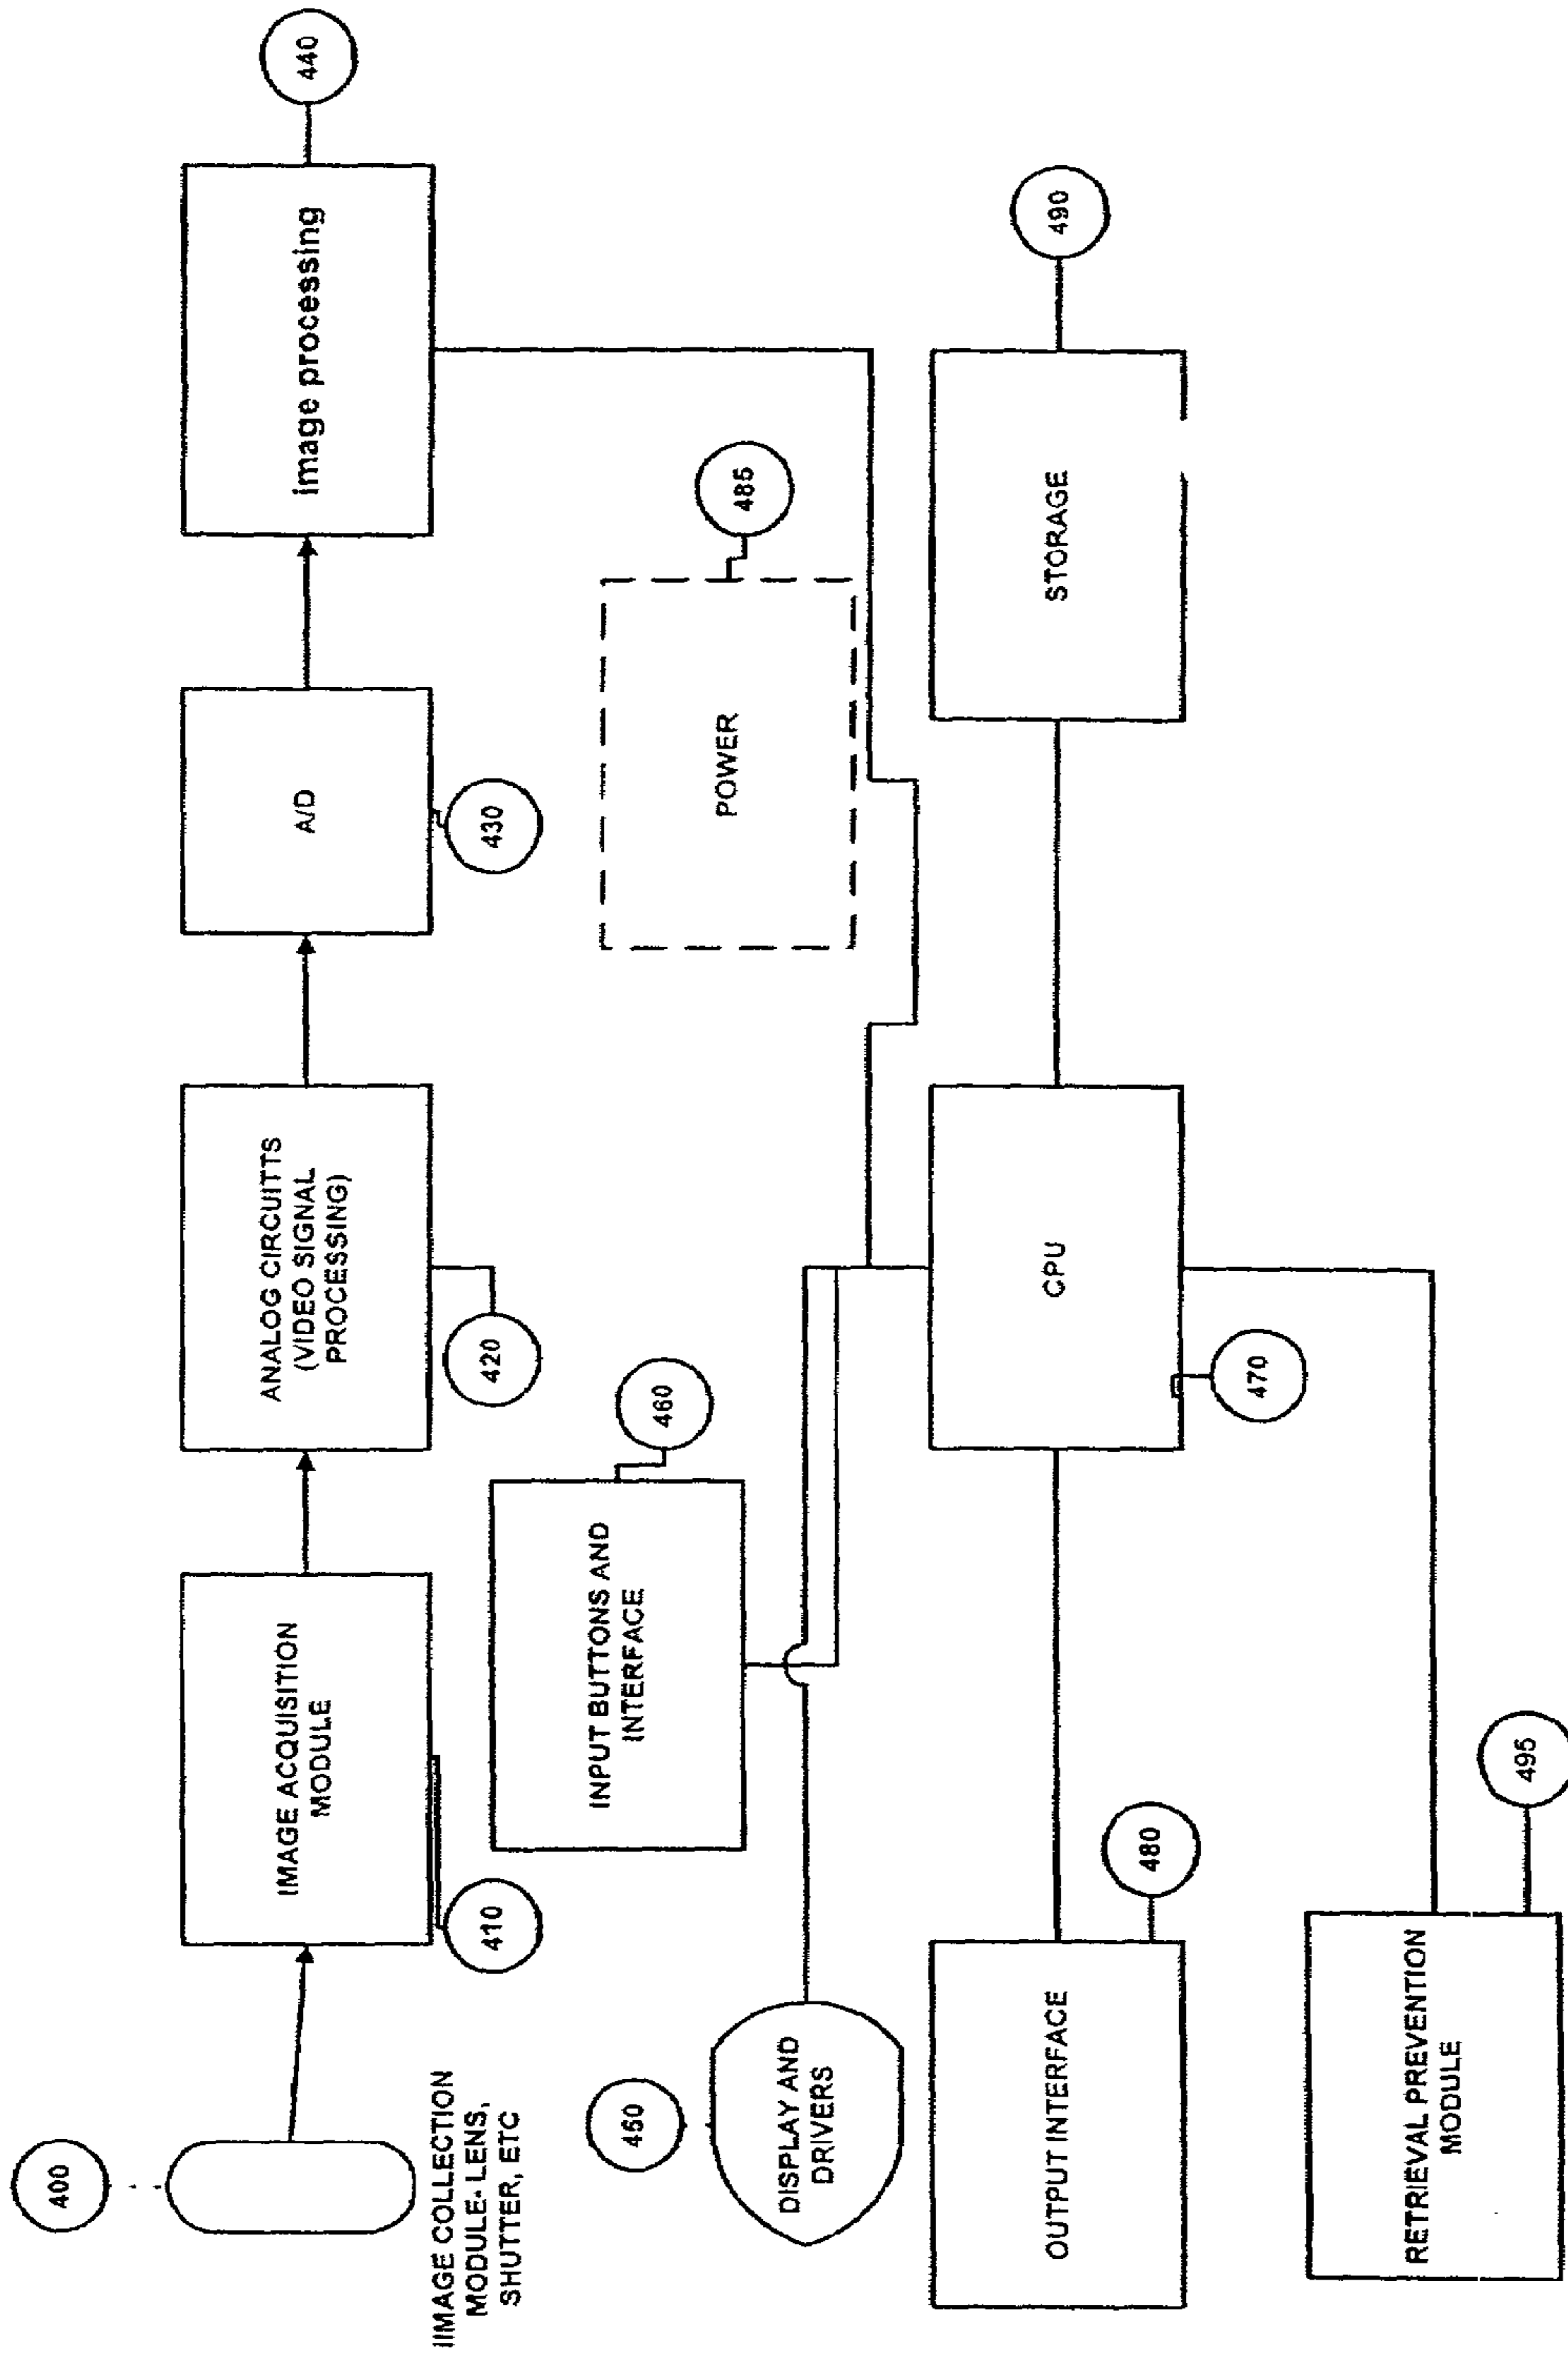 400
IIMAGE COLLECTION
MODULE- LENS,
SHUTTER, ETC
IMAGE ACQUISITION
MODULE
410
ANALOG CIRCUITTS
(VIDEO SIGNAL
PROCESSING)
420
A/D
430
image processing
440
INPUT BUTTONS AND
INTERFACE
460
POWER
485
450
DISPLAY AND
DRIVERS
OUTPUT INTERFACE
480
CPU
470
STORAGE
490
RETRIEVAL PREVENTION
MODULE
495